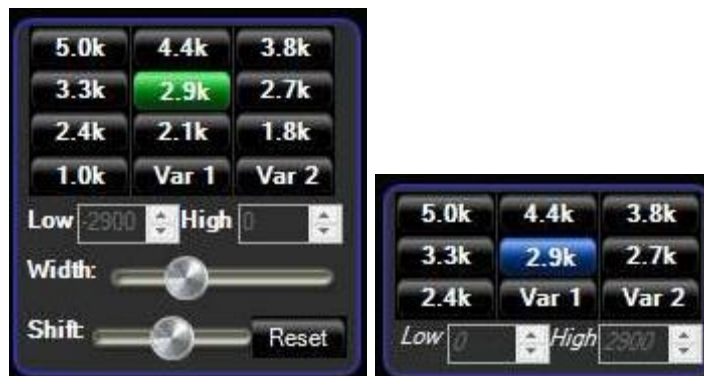 5.0k 4.4k 3.8k
3.3k 2.9k 2.7k
2.4k 2.1k 1.8k
1.0k Var 1 Var 2
Low -2900 High 0
Width:
Shift: Reset
5.0k 4.4k 3.8k
3.3k 2.9k 2.7k
2.4k Var 1 Var 2
Low 0 High 2900